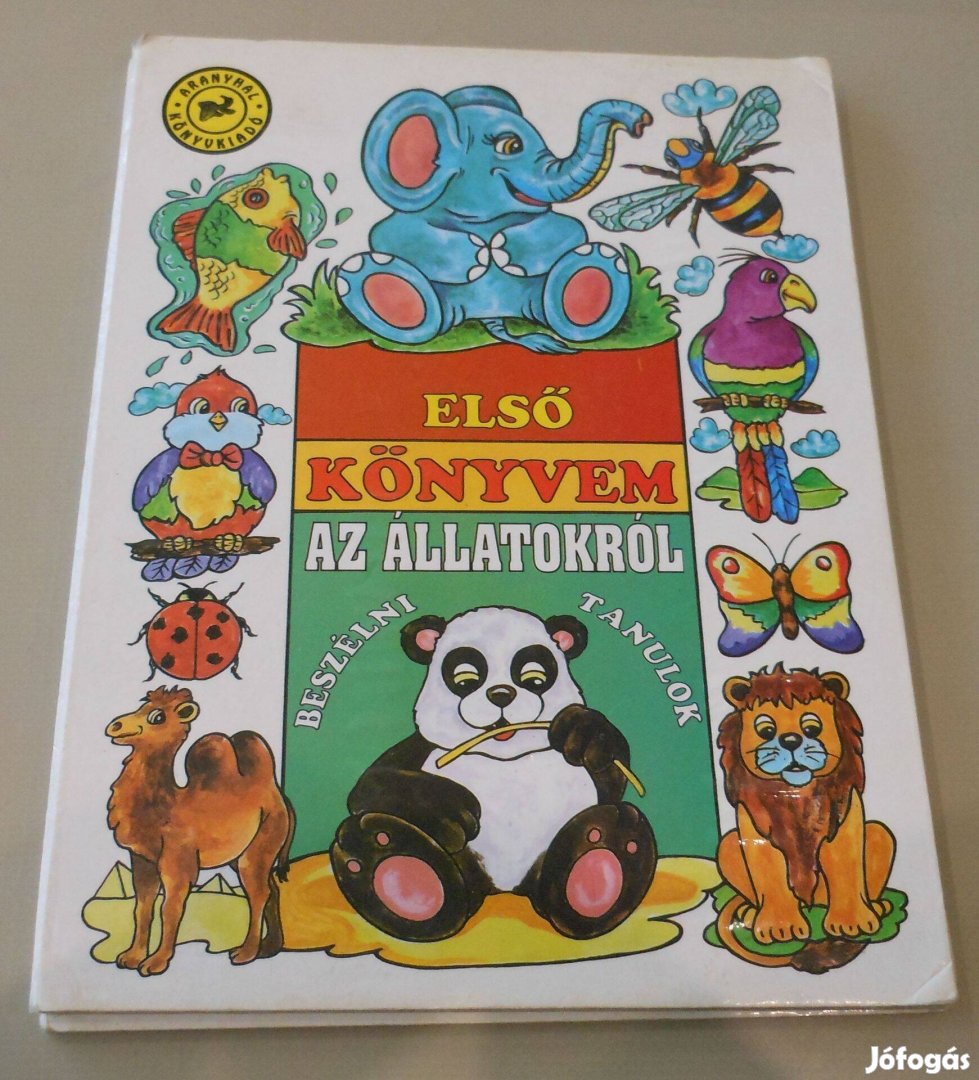 ARANYHAL
KÖNYVKIADÓ
ELSŐ
KÖNYVEM
AZ ÁLLATOKRÓL
BESZÉLNI
TANULOK
Jófogás